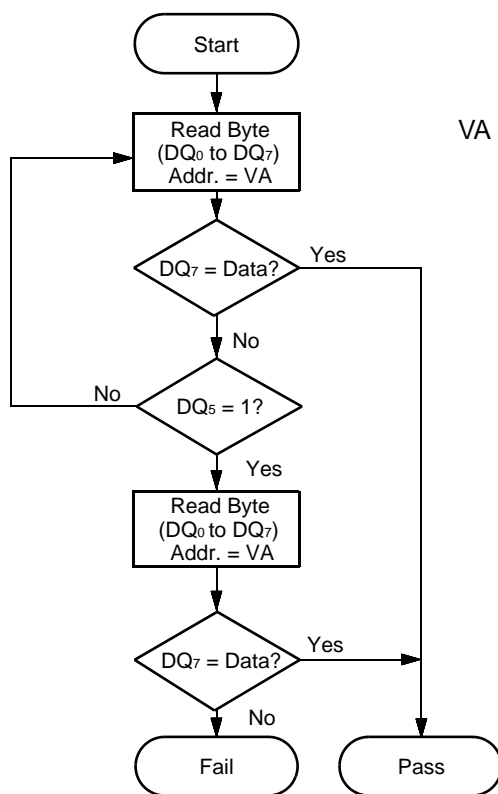 Start
Read Byte
(DQ0 to DQ7)
Addr. = VA
VA
DQ7 = Data?
Yes
No
No
DQ5 = 1?
Yes
Read Byte
(DQ0 to DQ7)
Addr. = VA
DQ7 = Data?
Yes
No
Fail
Pass